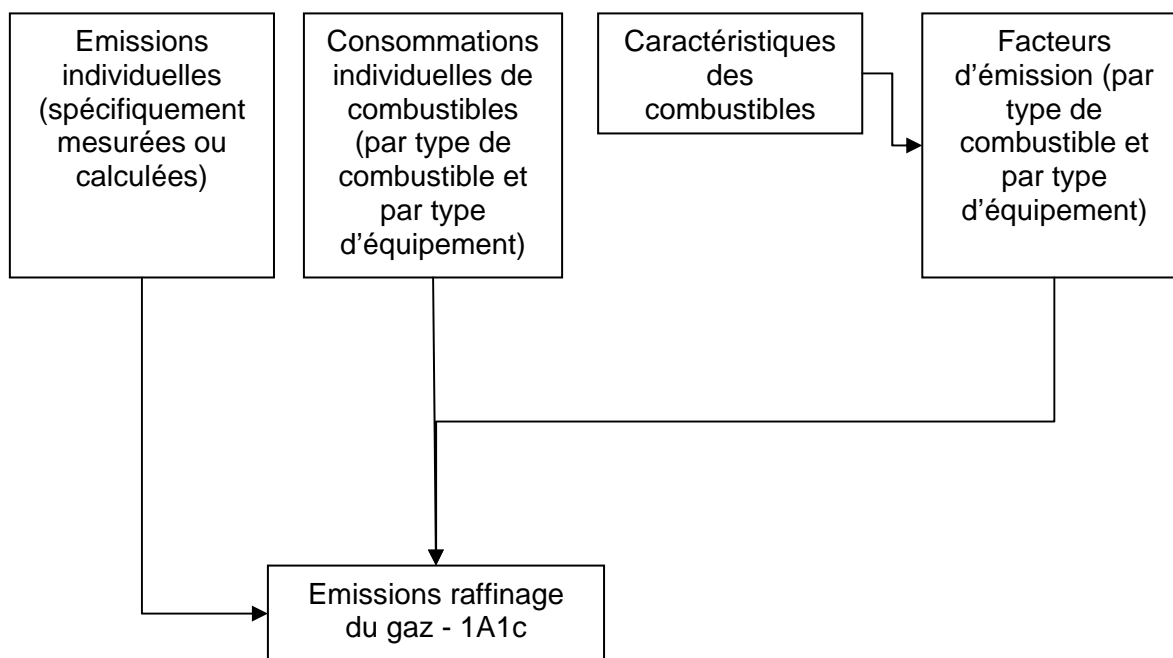 Emissions
individuelles
(spécifiquement
mesurées ou
calculées)
Consommations
individuelles de
combustibles
(par type de
combustible et
par type
d’équipement)
Caractéristiques
des
combustibles
Facteurs
d’émission (par
type de
combustible et
par type
d’équipement)
Emissions raffinage
du gaz - 1A1c